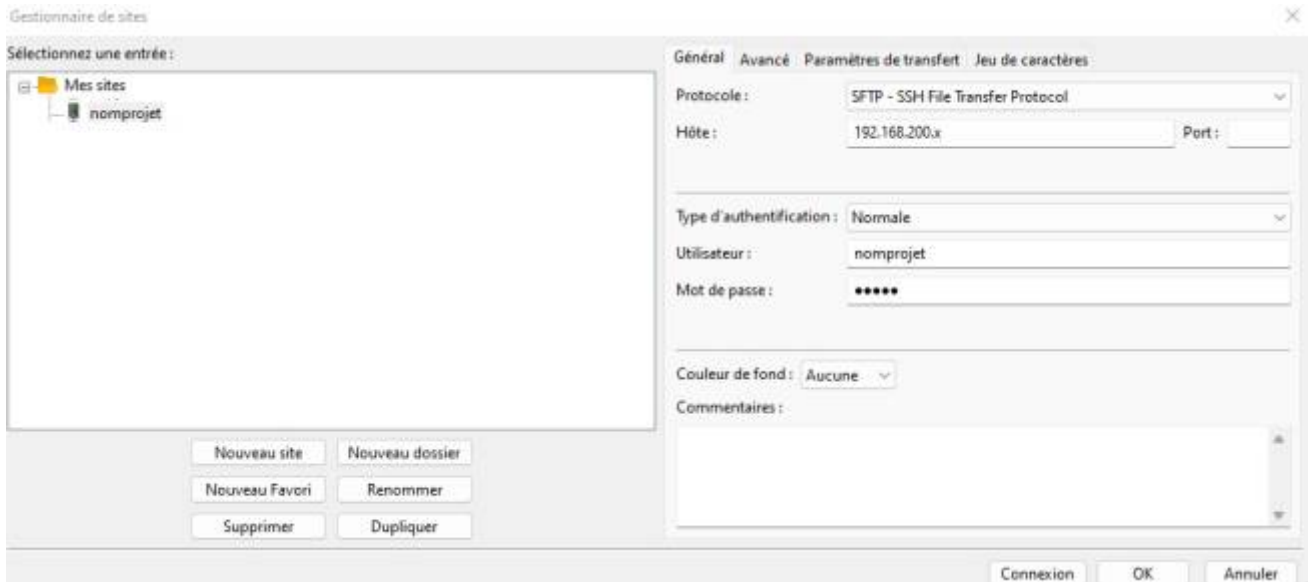 Gestionnaire de sites
Sélectionnez une entrée :
Mes sites
nomprojet
Nouveau site Nouveau dossier
Nouveau Favori Renommer
Supprimer Dupliquer
Général Avancé Paramètres de transfert Jeu de caractères
Protocole : SFTP - SSH File Transfer Protocol
Hôte : 192.168.200.x Port :
Type d'authentification : Normale
Utilisateur : nomprojet
Mot de passe : •••••
Couleur de fond : Aucune
Commentaires :
Connexion OK Annuler